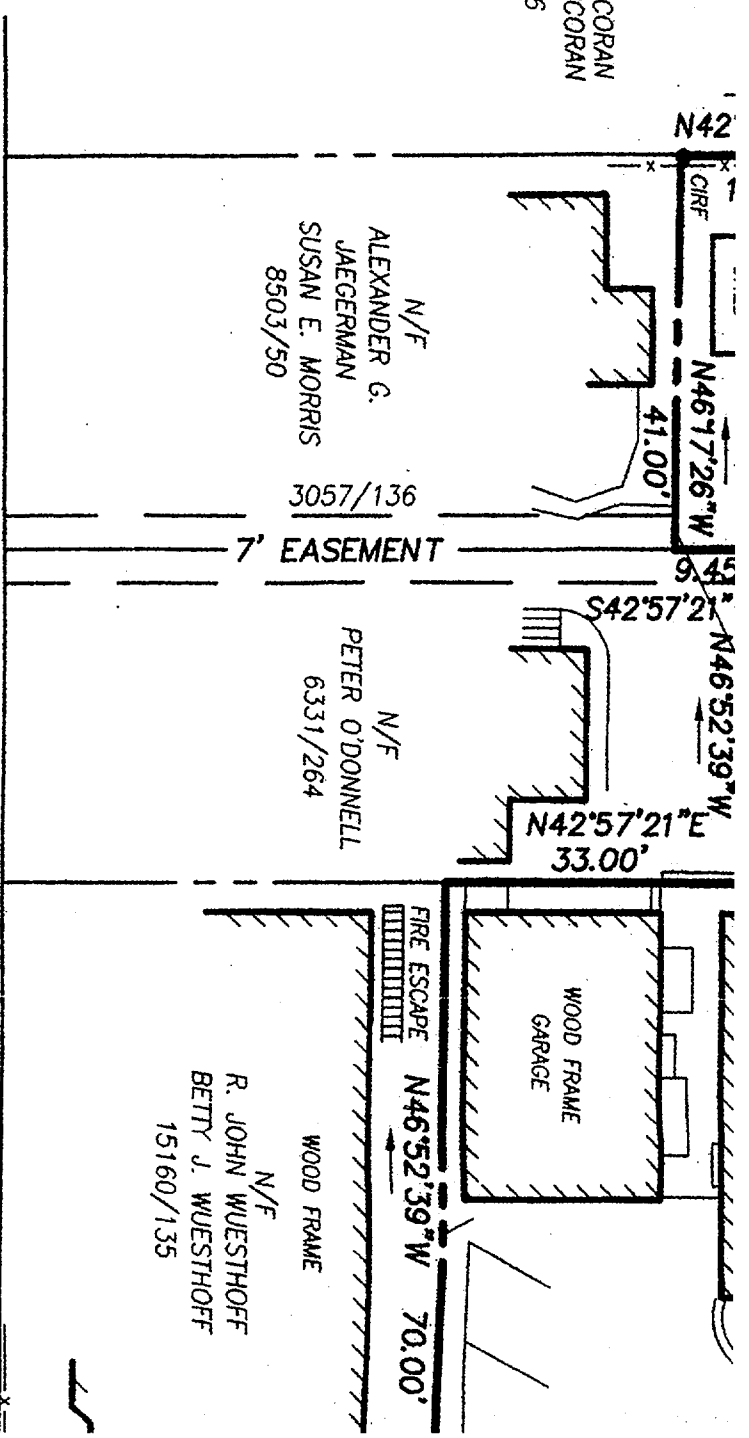 CORAN
CORAN
6
N42°
CIRF
N/F
ALEXANDER G.
JAEGERMAN
SUSAN E. MORRIS
8503/50
N46°17'26"W
41.00'
3057/136
7' EASEMENT
9.45
S42°57'21"
N46°52'39"W
N/F
PETER O'DONNELL
6331/264
N42°57'21"E
33.00'
FIRE ESCAPE
WOOD FRAME
GARAGE
N46°52'39"W 70.00'
WOOD FRAME
N/F
R. JOHN WUESTHOFF
BETTY J. WUESTHOFF
15160/135